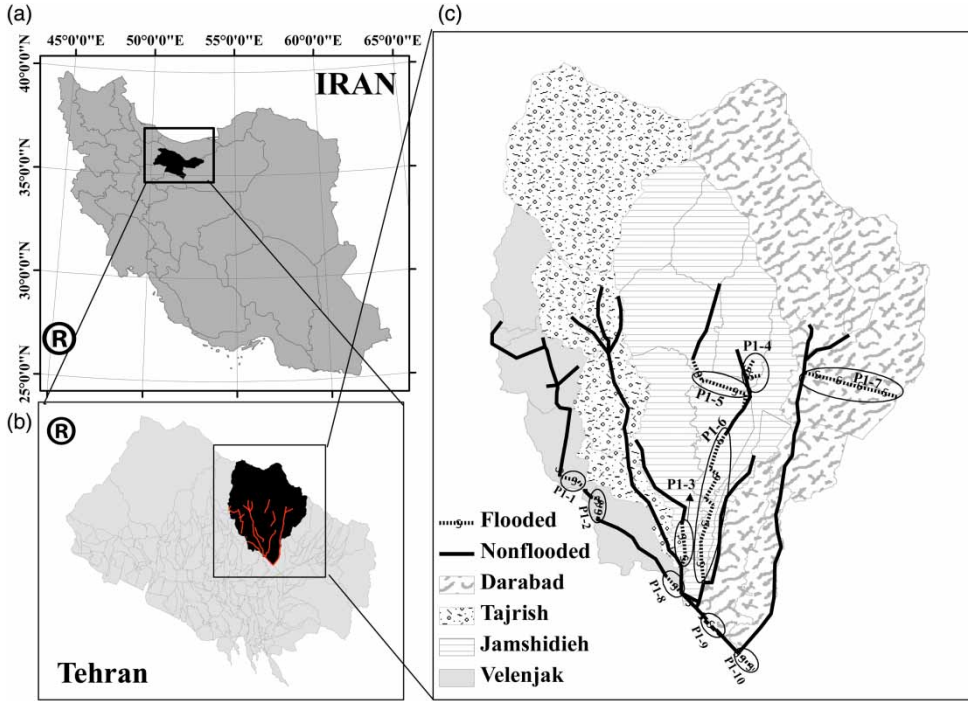 (a)
45°0'0"E 50°0'0"E 55°0'0"E 60°0'0"E 65°0'0"E
40°0'0"N
35°0'0"N
30°0'0"N
25°0'0"N
IRAN
®
(b)
®
Tehran
(c)
P1-4
P1-5
P1-7
P1-6
P1-3
P1-1
P1-2
P1-8
P1-9
P1-10
Flooded
Nonflooded
Darabad
Tajrish
Jamshidieh
Velenjak